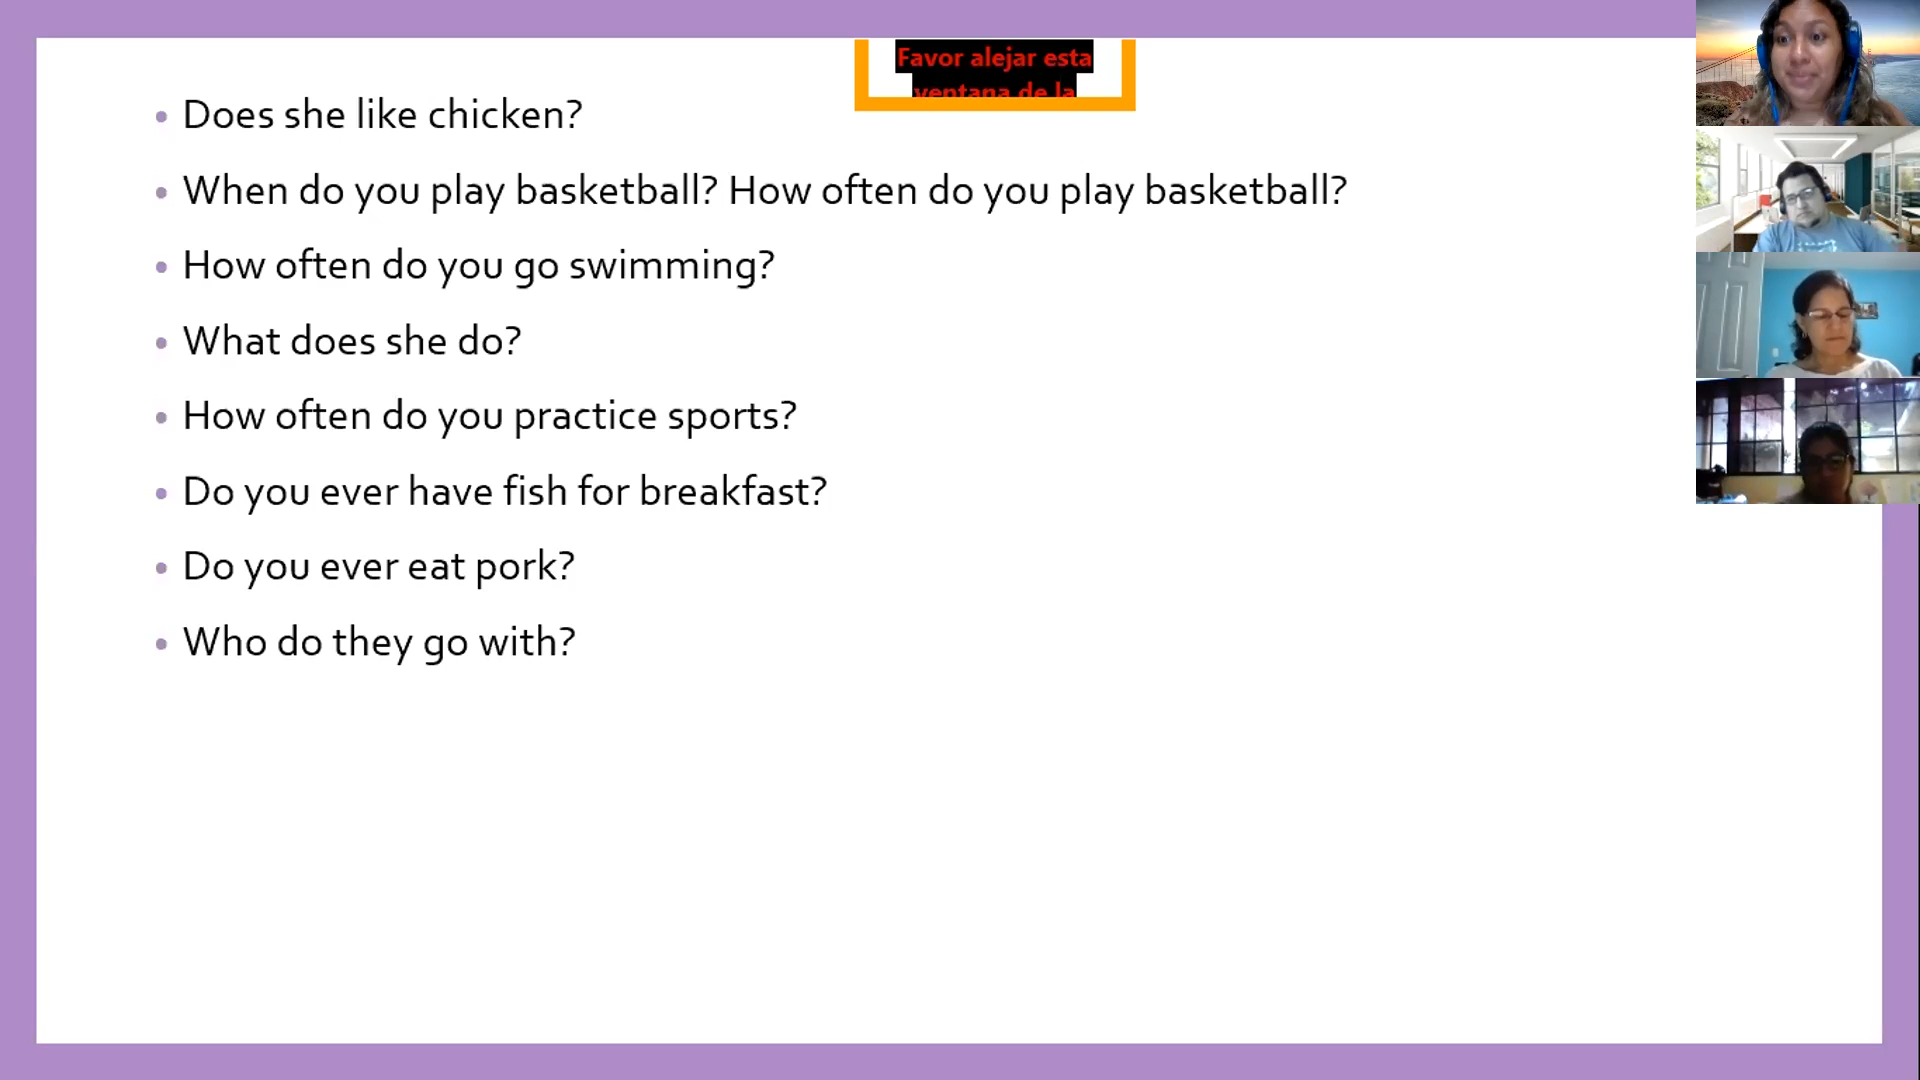 Favor alejar esta
ventana de la
Does she like chicken?
When do you play basketball? How often do you play basketball?
How often do you go swimming?
What does she do?
How often do you practice sports?
Do you ever have fish for breakfast?
Do you ever eat pork?
Who do they go with?